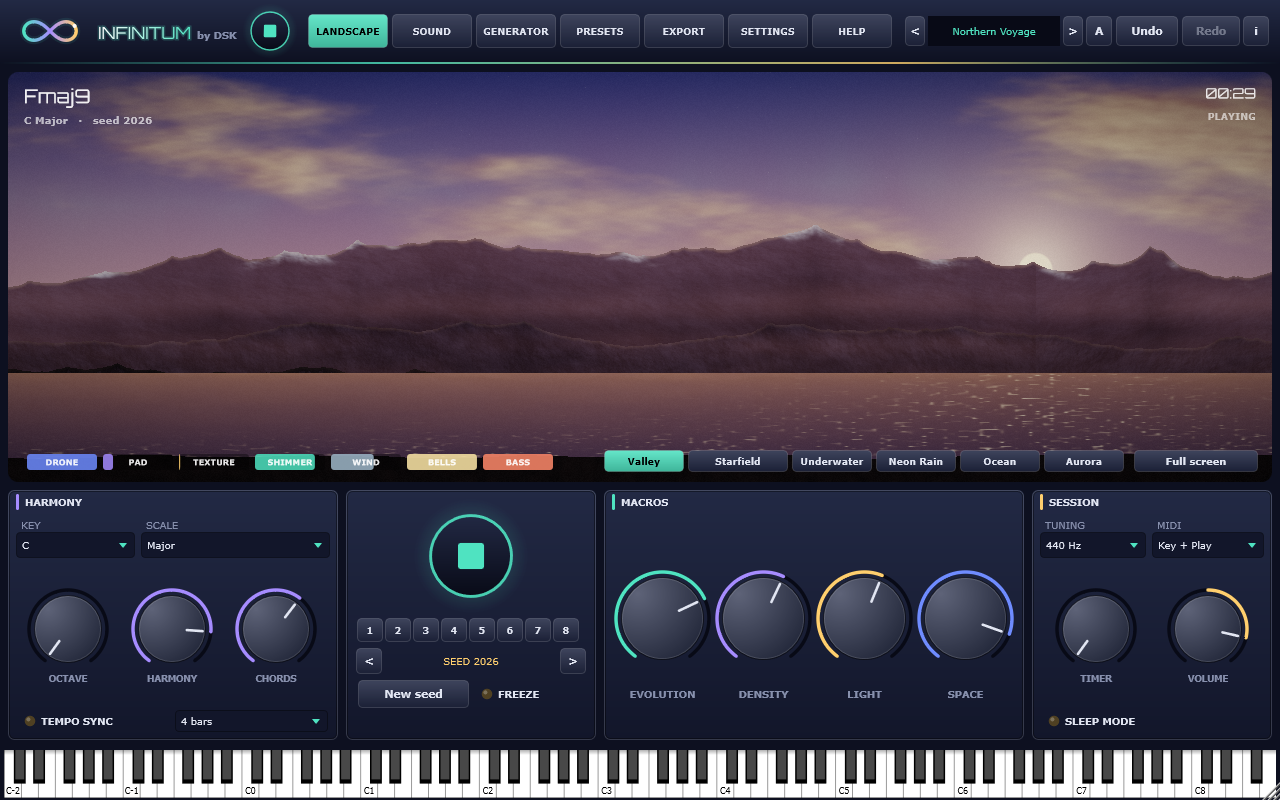 INFINITUM by DSK
LANDSCAPE SOUND GENERATOR PRESETS EXPORT SETTINGS HELP
< Northern Voyage > A Undo Redo i
Fmaj9
C Major · seed 2026
00:29
PLAYING
DRONE PAD TEXTURE SHIMMER WIND BELLS BASS
Valley Starfield Underwater Neon Rain Ocean Aurora Full screen
HARMONY
KEY SCALE
C Major
OCTAVE HARMONY CHORDS
TEMPO SYNC 4 bars
1 2 3 4 5 6 7 8
< SEED 2026 >
New seed FREEZE
MACROS
EVOLUTION DENSITY LIGHT SPACE
SESSION
TUNING MIDI
440 Hz Key + Play
TIMER VOLUME
SLEEP MODE
C-2 C-1 C0 C1 C2 C3 C4 C5 C6 C7 C8